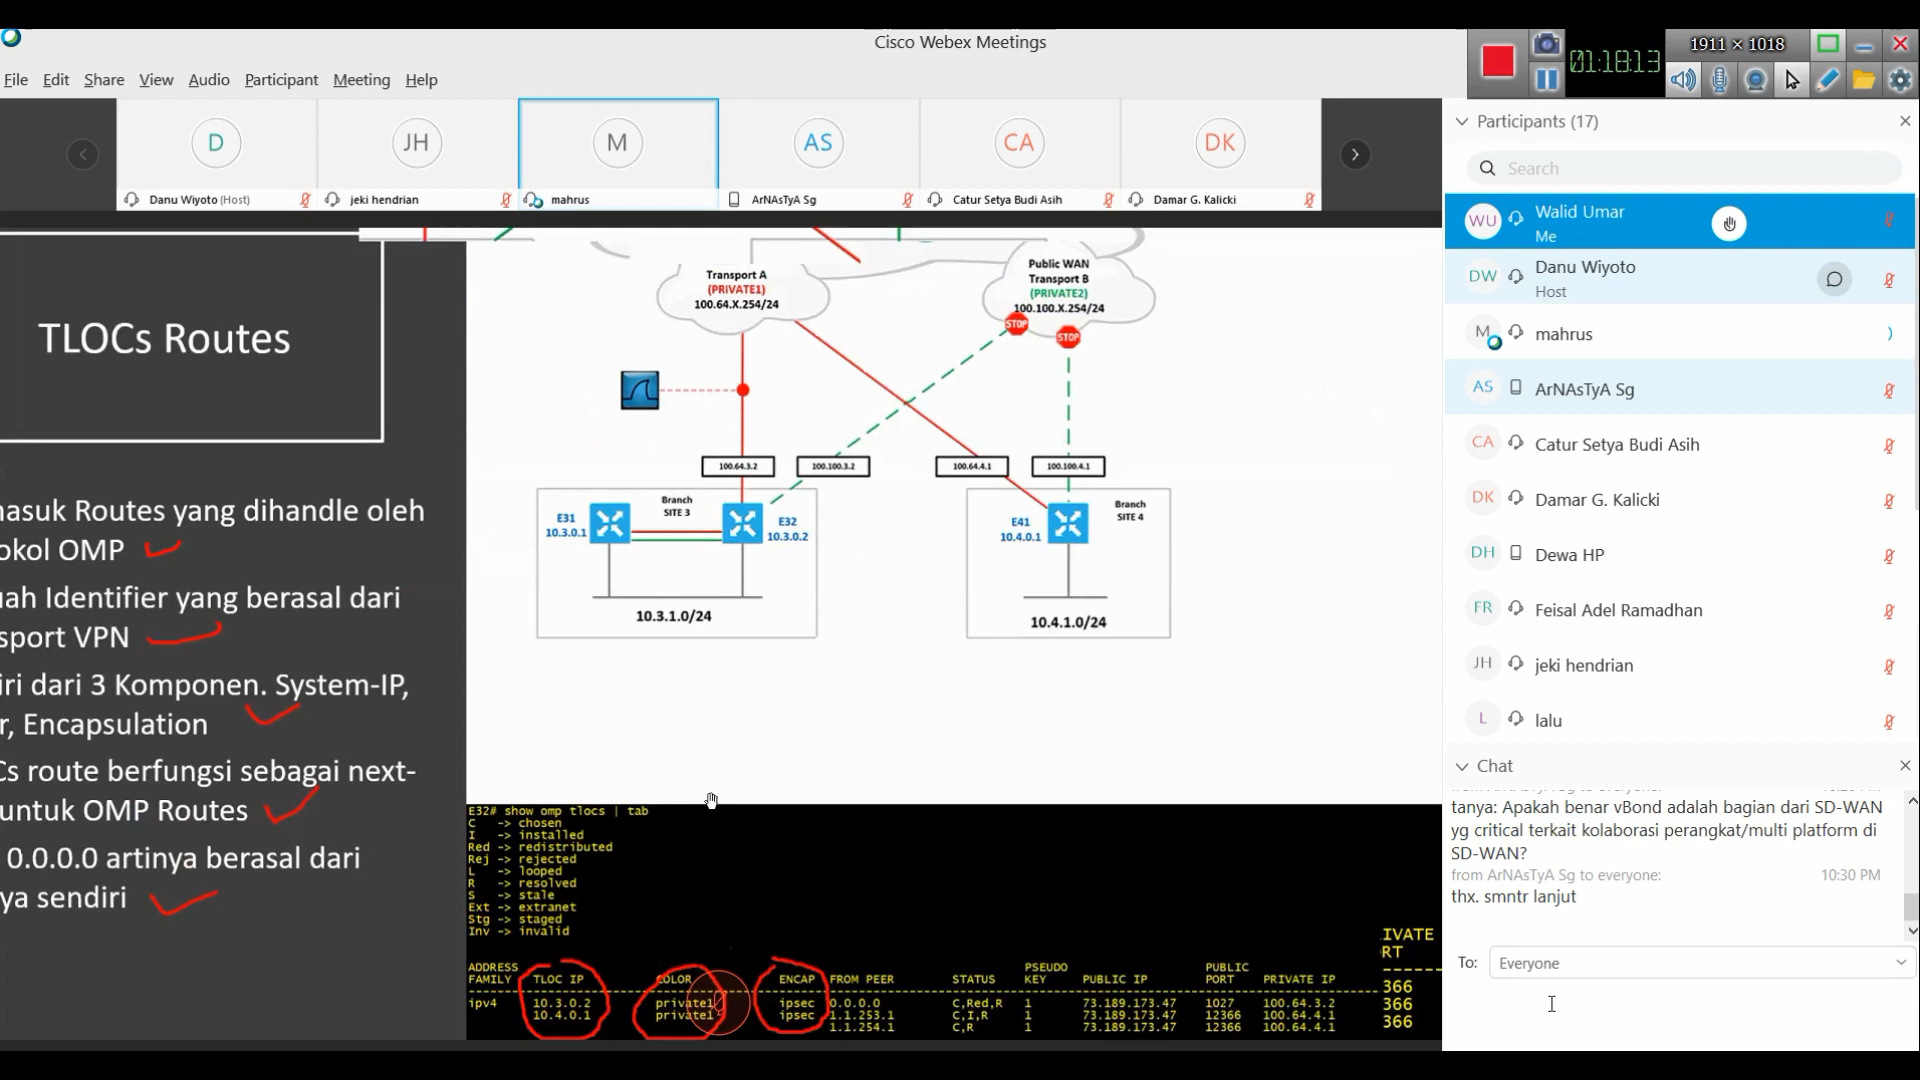 Cisco Webex Meetings
1911 × 1018
01:18:13
File Edit Share View Audio Participant Meeting Help
Participants (17)
D JH M AS CA DK
Danu Wiyoto (Host) jeki hendrian mahrus ArNAsTyA Sg Catur Setya Budi Asih Damar G. Kalicki
Search
WU Walid Umar
Me
DW Danu Wiyoto
Host
M mahrus
AS ArNAsTyA Sg
CA Catur Setya Budi Asih
DK Damar G. Kalicki
DH Dewa HP
FR Feisal Adel Ramadhan
JH jeki hendrian
L lalu
TLOCs Routes
masuk Routes yang dihandle oleh
okol OMP
uah Identifier yang berasal dari
sport VPN
iri dari 3 Komponen. System-IP,
r, Encapsulation
Cs route berfungsi sebagai next-
untuk OMP Routes
0.0.0.0 artinya berasal dari
ya sendiri
Transport A
(PRIVATE1)
100.64.X.254/24
Public WAN
Transport B
(PRIVATE2)
100.100.X.254/24
STOP STOP
100.64.3.2 100.100.3.2 100.64.4.1 100.100.4.1
Branch
SITE 3
E31
10.3.0.1
E32
10.3.0.2
10.3.1.0/24
Branch
SITE 4
E41
10.4.0.1
10.4.1.0/24
E32# show omp tlocs | tab
C -> chosen
I -> installed
Red -> redistributed
Rej -> rejected
L -> looped
R -> resolved
S -> stale
Ext -> extranet
Stg -> staged
Inv -> invalid
IVATE
RT
ADDRESS PSEUDO PUBLIC
FAMILY TLOC IP COLOR ENCAP FROM PEER STATUS KEY PUBLIC IP PORT PRIVATE IP
ipv4 10.3.0.2 private1 ipsec 0.0.0.0 C,Red,R 1 73.189.173.47 1027 100.64.3.2
10.4.0.1 private1 ipsec 1.1.253.1 C,I,R 1 73.189.173.47 12366 100.64.4.1
1.1.254.1 C,R 1 73.189.173.47 12366 100.64.4.1
366
366
366
Chat
tanya: Apakah benar vBond adalah bagian dari SD-WAN
yg critical terkait kolaborasi perangkat/multi platform di
SD-WAN?
from ArNAsTyA Sg to everyone: 10:30 PM
thx. smntr lanjut
To: Everyone